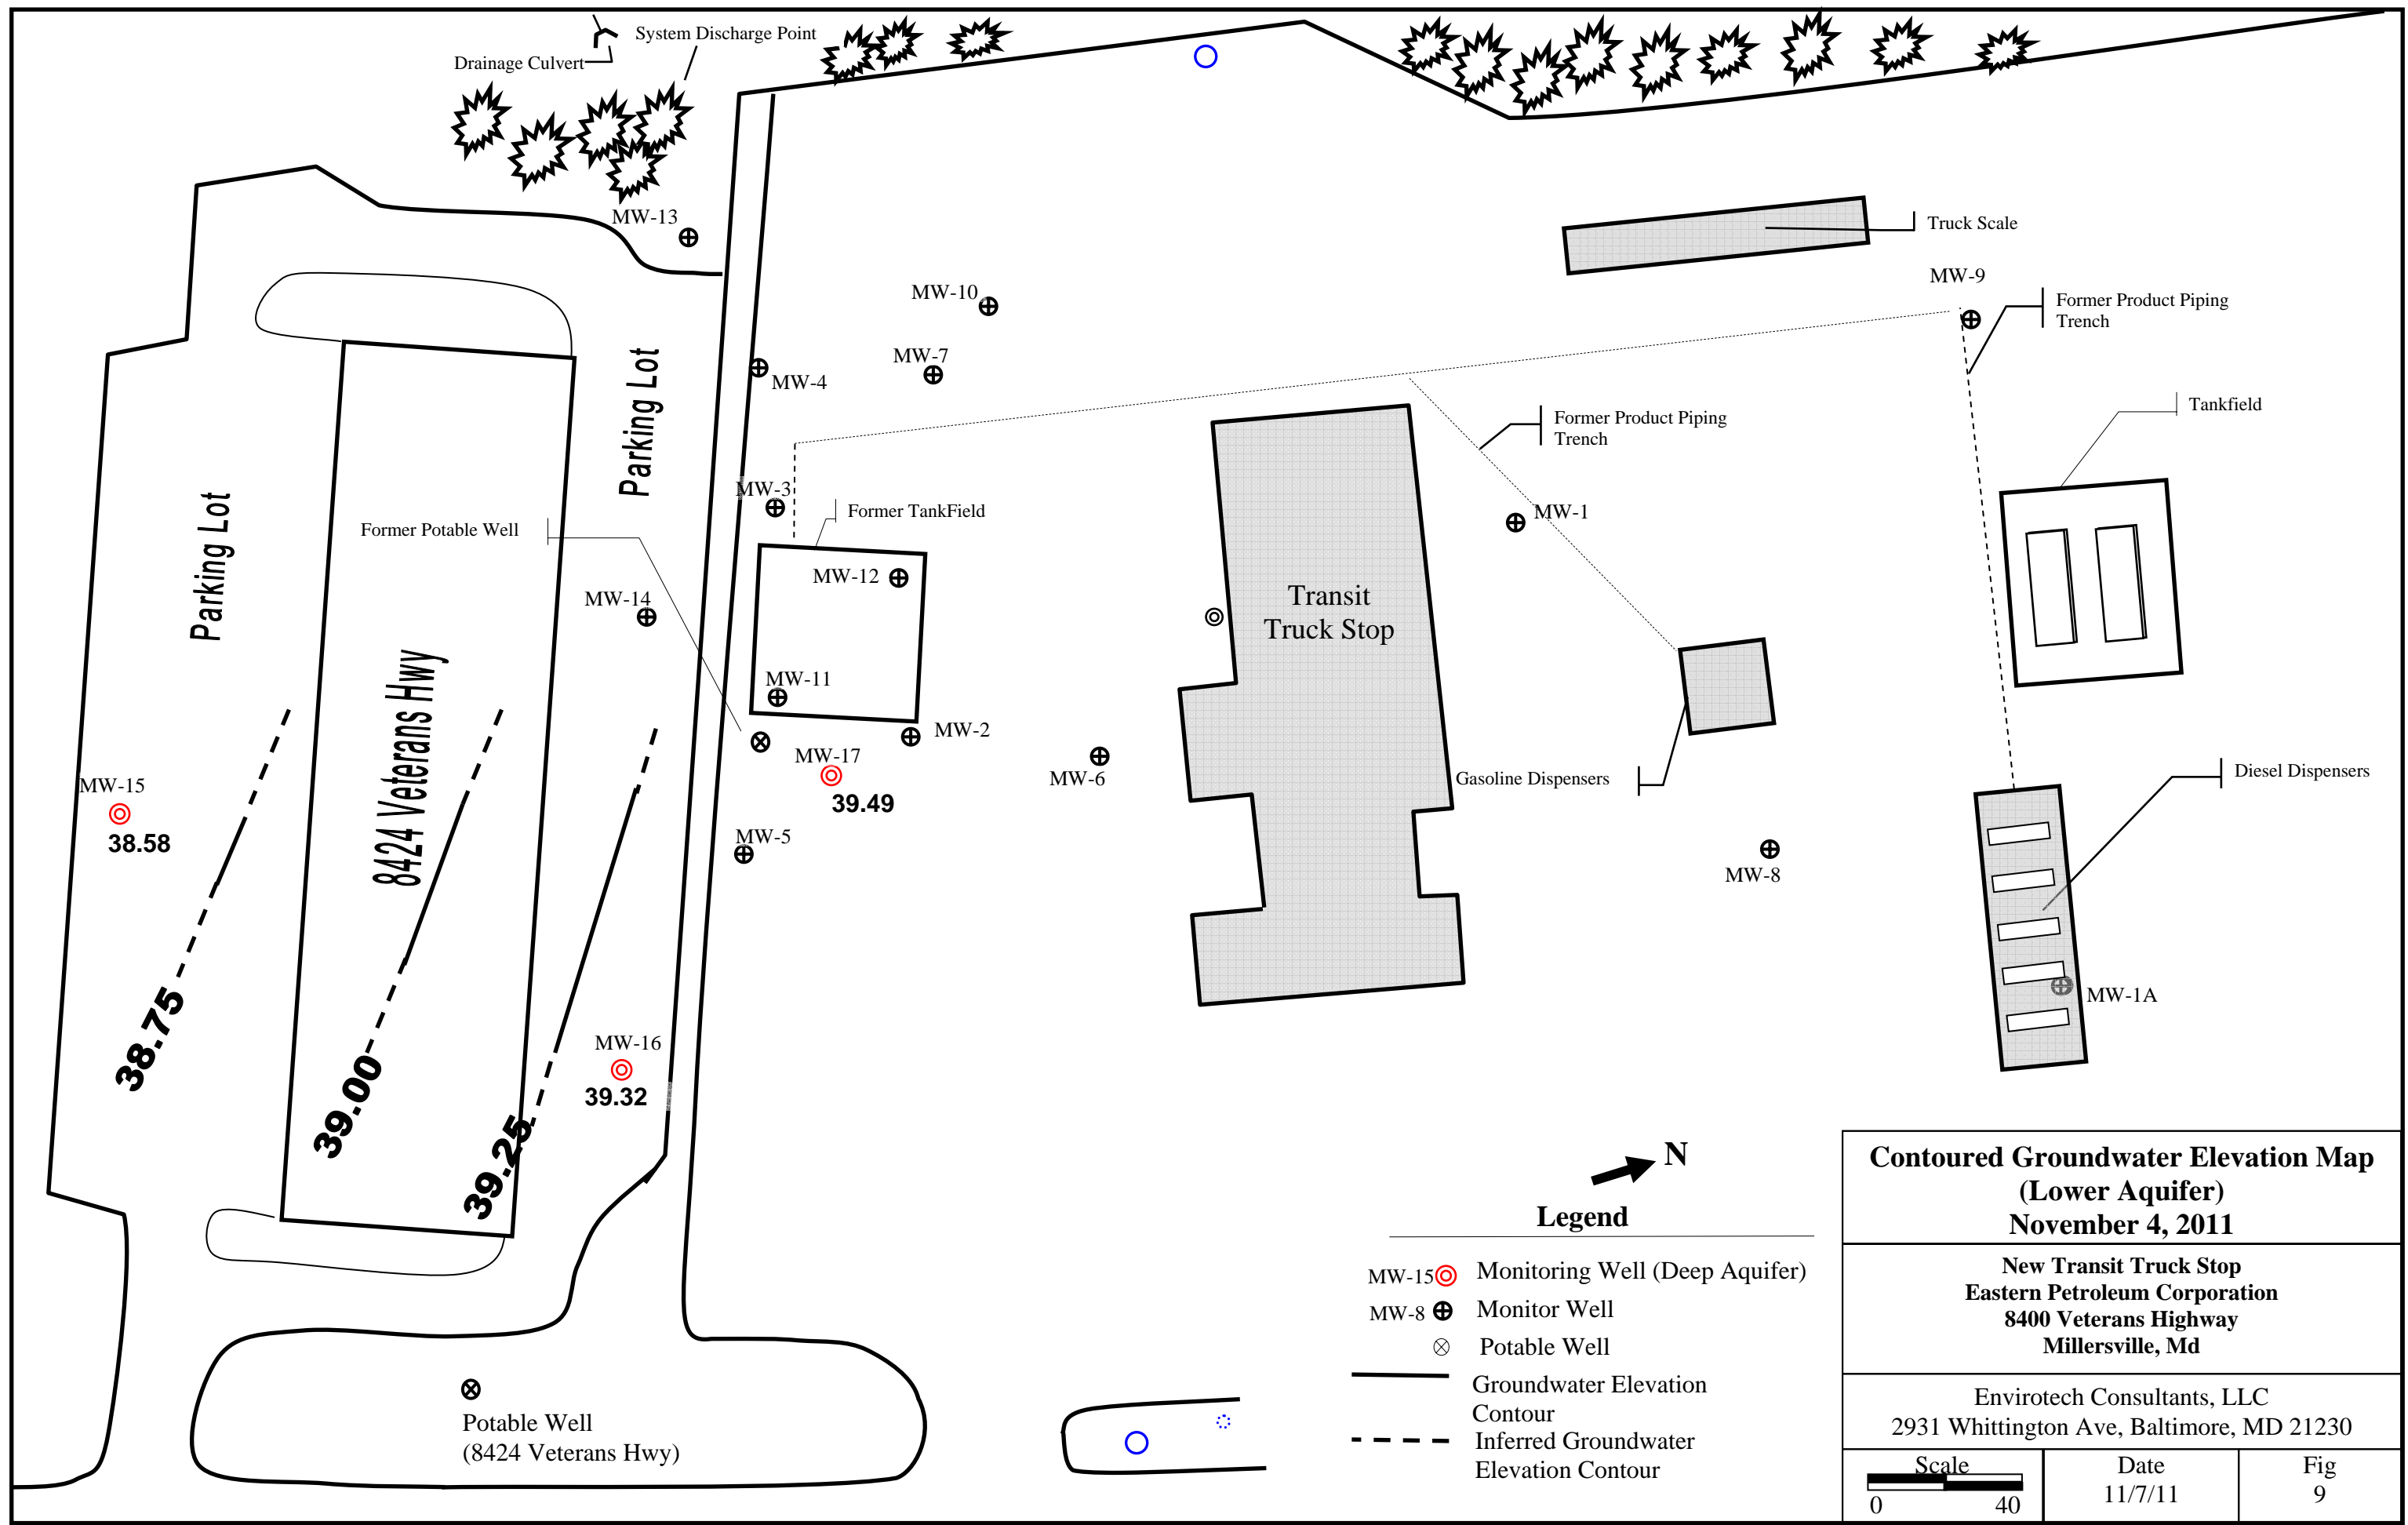 System Discharge Point
Drainage Culvert
MW-13
Truck Scale
MW-9
MW-10
Former Product Piping
Trench
MW-7
MW-4
Parking Lot
Tankfield
Former Product Piping
Trench
MW-3
Former TankField
MW-1
Former Potable Well
Parking Lot
MW-12
MW-14
Transit
Truck Stop
MW-11
MW-2
MW-17
39.49
MW-6
Gasoline Dispensers
Diesel Dispensers
MW-15
38.58
8424 Veterans Hwy
MW-5
MW-8
MW-1A
38.75
39.00
39.25
MW-16
39.32
N
Legend
MW-15 Monitoring Well (Deep Aquifer)
MW-8 Monitor Well
Potable Well
Groundwater Elevation
Contour
Inferred Groundwater
Elevation Contour
Potable Well
(8424 Veterans Hwy)
Contoured Groundwater Elevation Map
(Lower Aquifer)
November 4, 2011
New Transit Truck Stop
Eastern Petroleum Corporation
8400 Veterans Highway
Millersville, Md
Envirotech Consultants, LLC
2931 Whittington Ave, Baltimore, MD 21230
Scale
0 40
Date
11/7/11
Fig
9